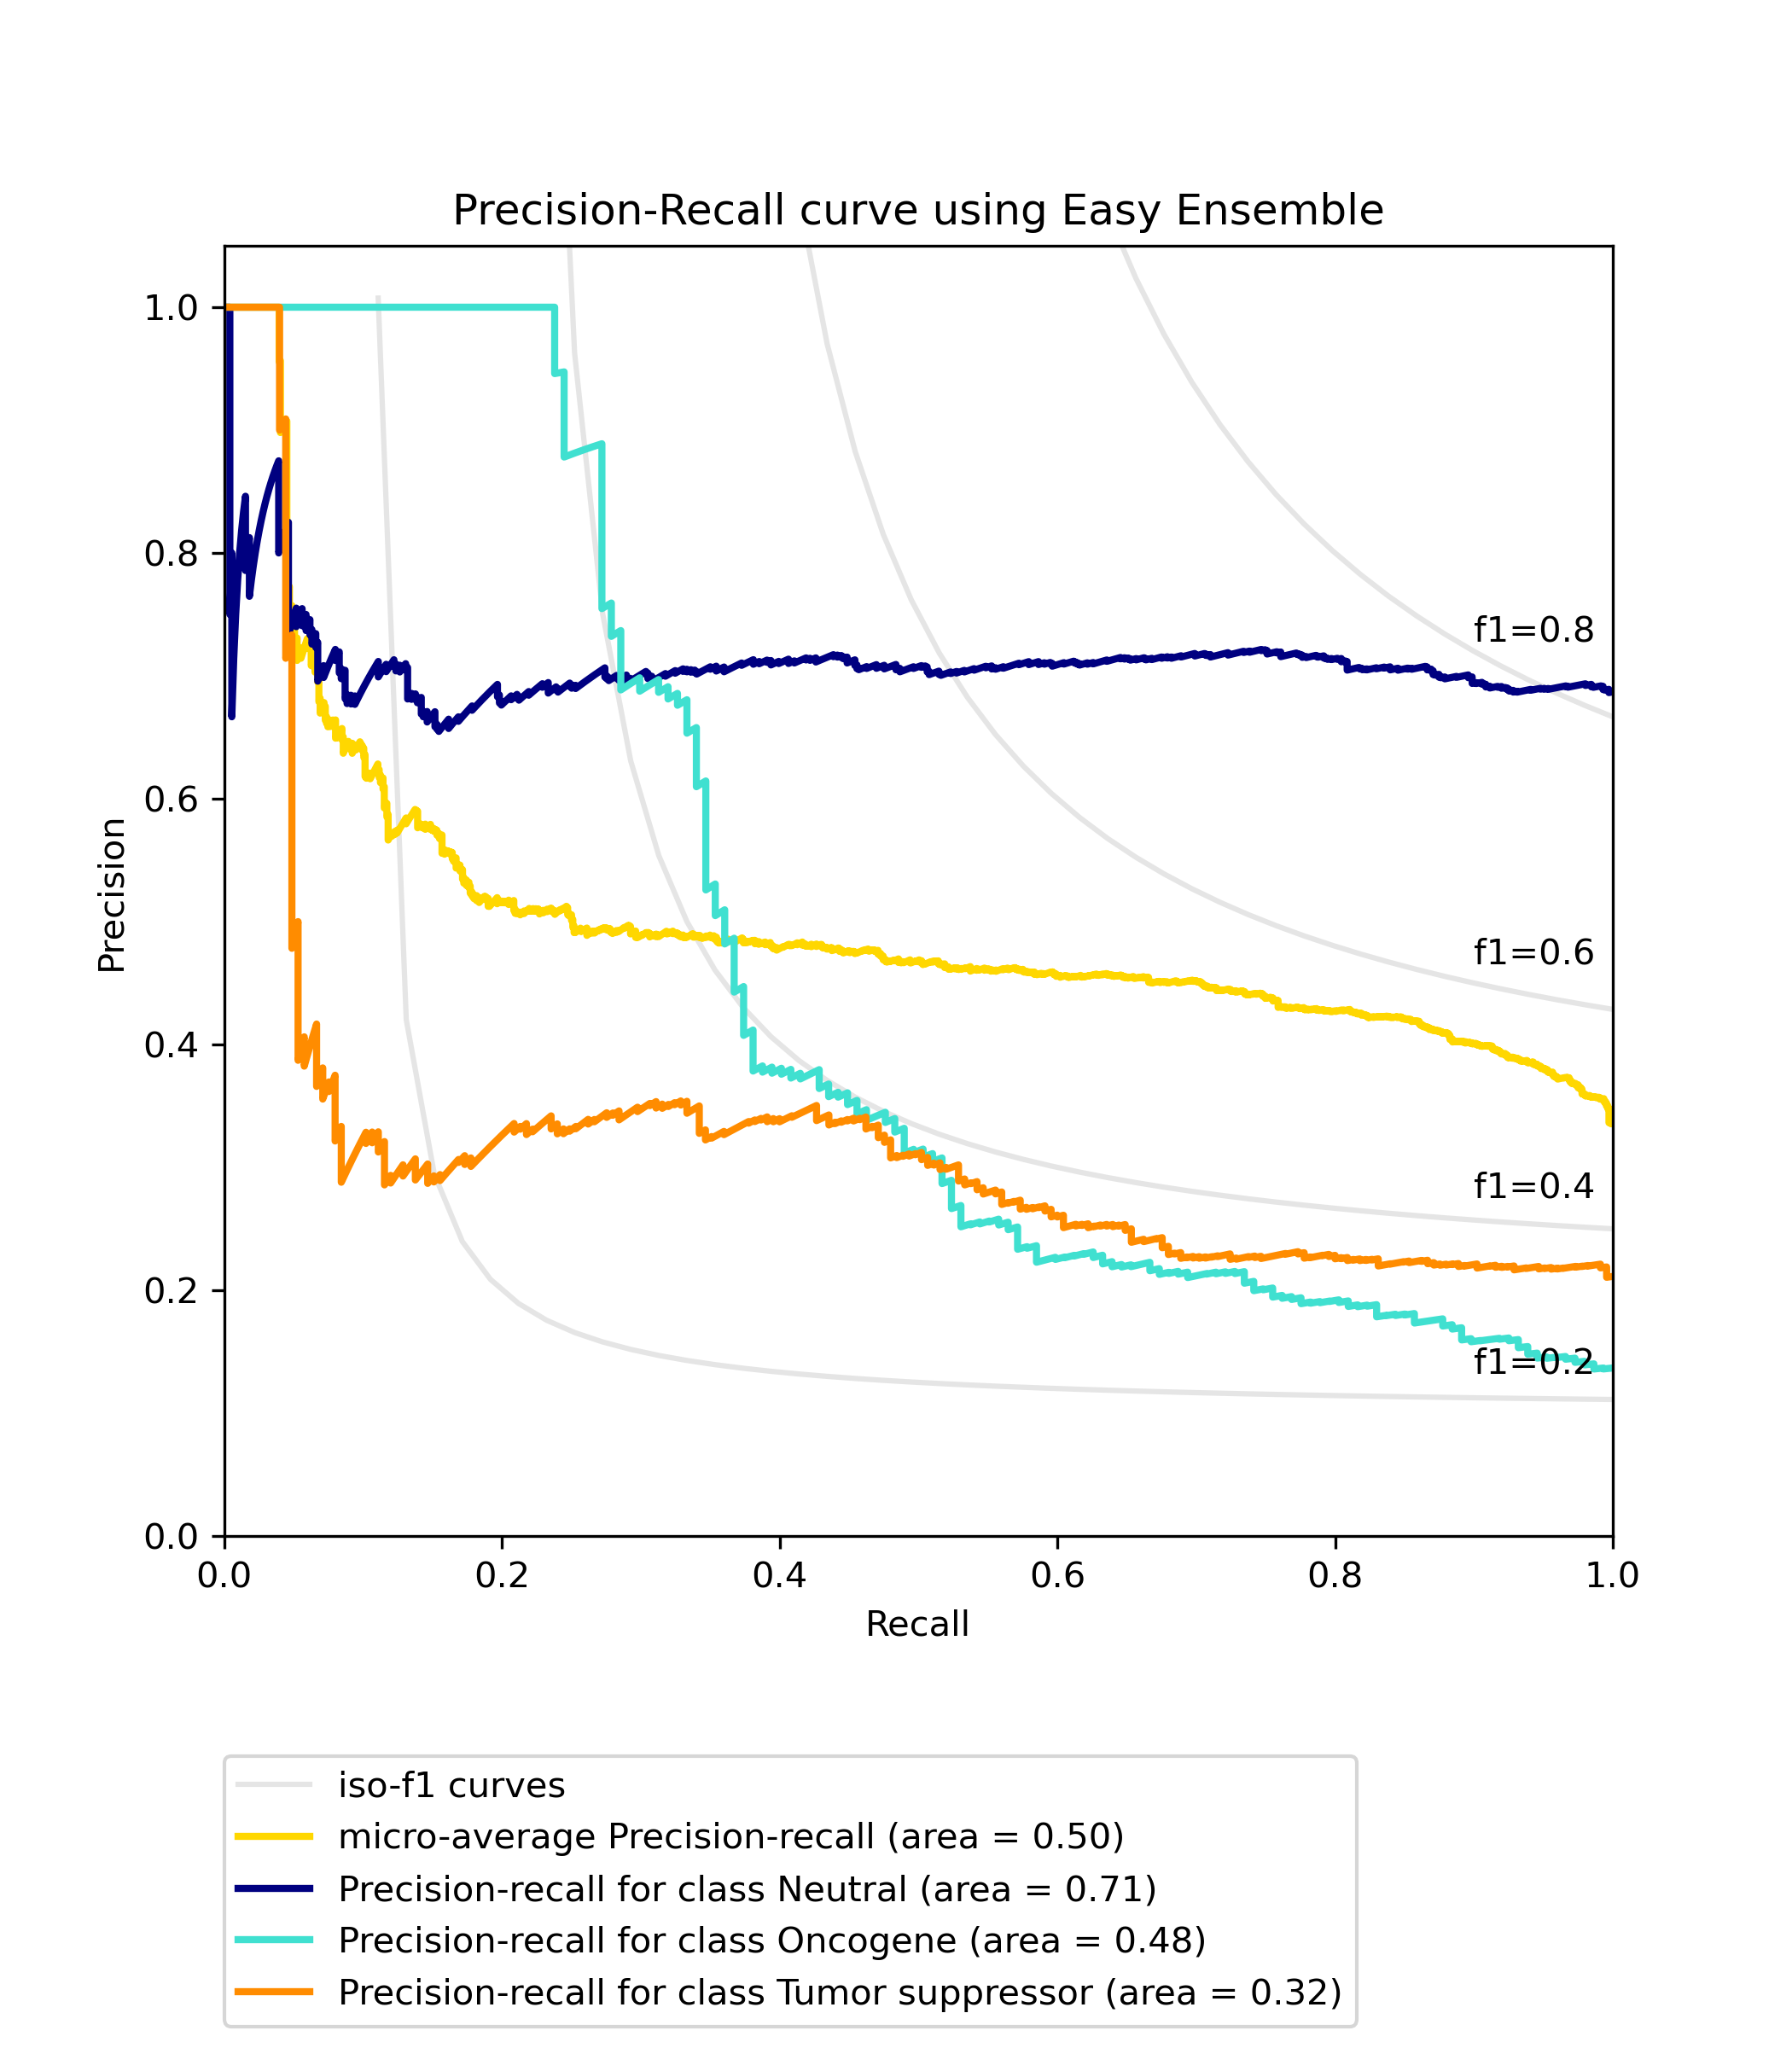 Precision-Recall curve using Easy Ensemble
1.0
0.8
0.6
0.4
0.2
0.0
Precision
f1=0.8
f1=0.6
f1=0.4
f1=0.2
0.0 0.2 0.4 0.6 0.8 1.0
Recall
iso-f1 curves
micro-average Precision-recall (area = 0.50)
Precision-recall for class Neutral (area = 0.71)
Precision-recall for class Oncogene (area = 0.48)
Precision-recall for class Tumor suppressor (area = 0.32)